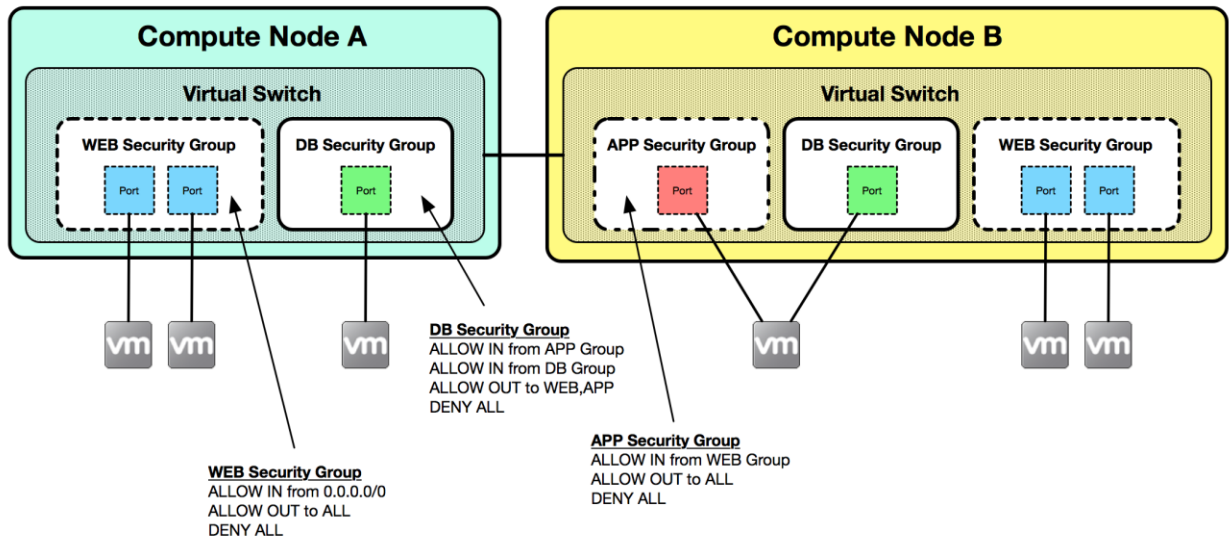 Compute Node A
Compute Node B
Virtual Switch
Virtual Switch
WEB Security Group
DB Security Group
APP Security Group
DB Security Group
WEB Security Group
Port
Port
Port
Port
Port
Port
Port
vm
vm
vm
vm
vm
vm
DB Security Group
ALLOW IN from APP Group
ALLOW IN from DB Group
ALLOW OUT to WEB,APP
DENY ALL
APP Security Group
ALLOW IN from WEB Group
ALLOW OUT to ALL
DENY ALL
WEB Security Group
ALLOW IN from 0.0.0.0/0
ALLOW OUT to ALL
DENY ALL